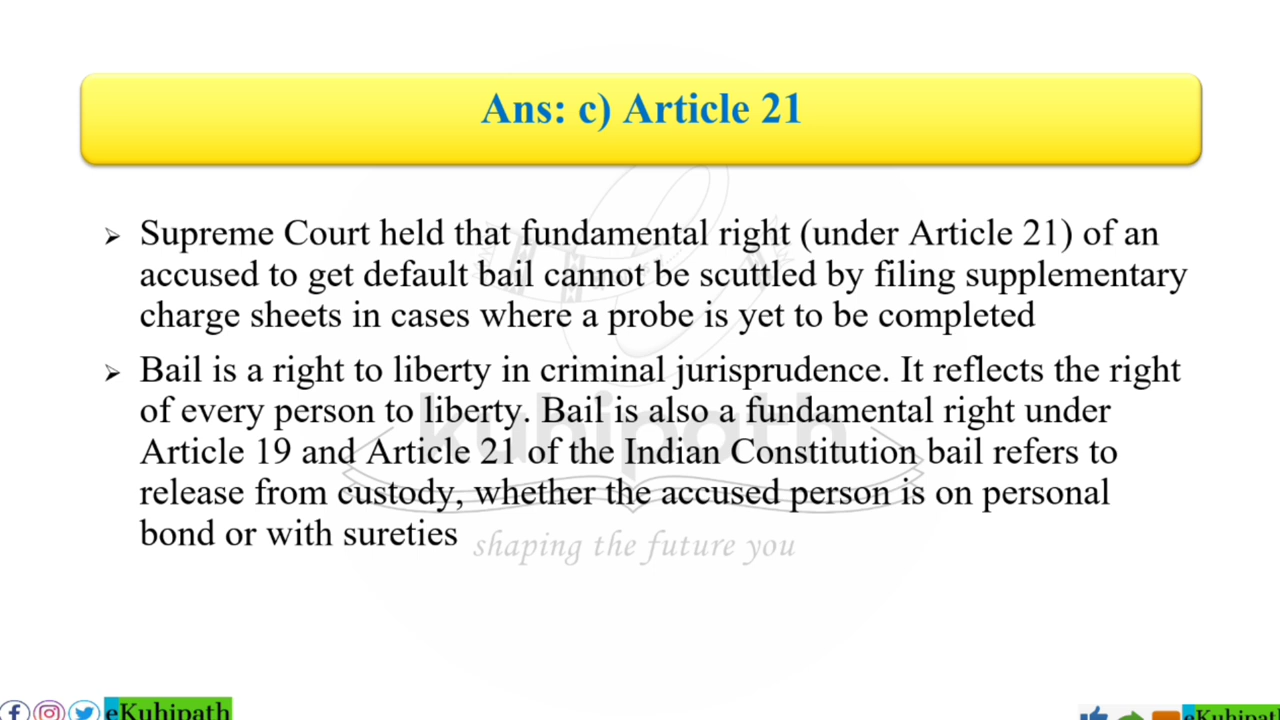 Ans: c) Article 21
➢ Supreme Court held that fundamental right (under Article 21) of an
accused to get default bail cannot be scuttled by filing supplementary
charge sheets in cases where a probe is yet to be completed
➢ Bail is a right to liberty in criminal jurisprudence. It reflects the right
of every person to liberty. Bail is also a fundamental right under
Article 19 and Article 21 of the Indian Constitution bail refers to
release from custody, whether the accused person is on personal
bond or with sureties
kuhipath
shaping the future you
eKuhipath
eKuhipath